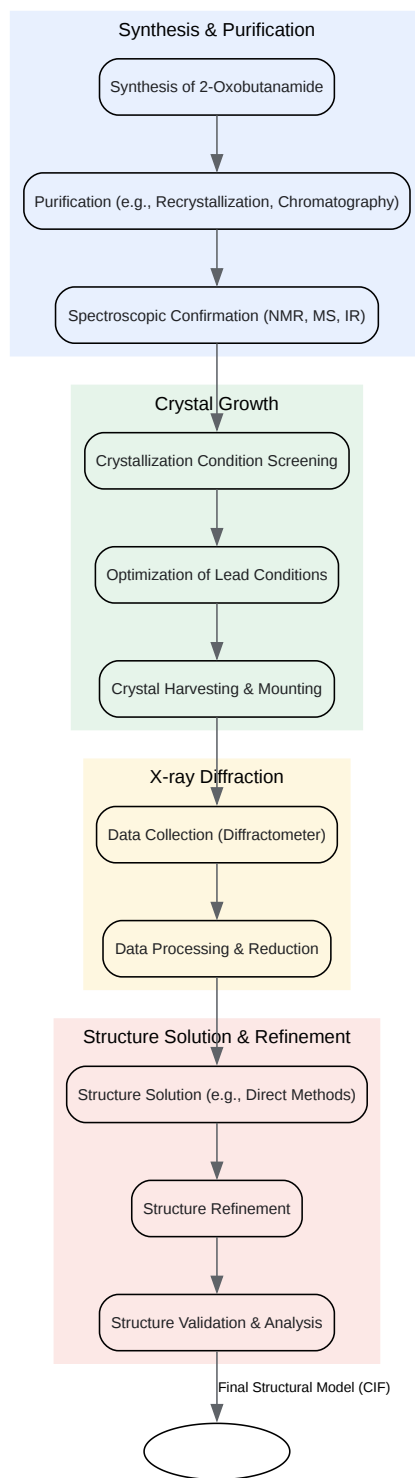 Synthesis & Purification
Synthesis of 2-Oxobutanamide
Purification (e.g., Recrystallization, Chromatography)
Spectroscopic Confirmation (NMR, MS, IR)
Crystal Growth
Crystallization Condition Screening
Optimization of Lead Conditions
Crystal Harvesting & Mounting
X-ray Diffraction
Data Collection (Diffractometer)
Data Processing & Reduction
Structure Solution & Refinement
Structure Solution (e.g., Direct Methods)
Structure Refinement
Structure Validation & Analysis
Final Structural Model (CIF)